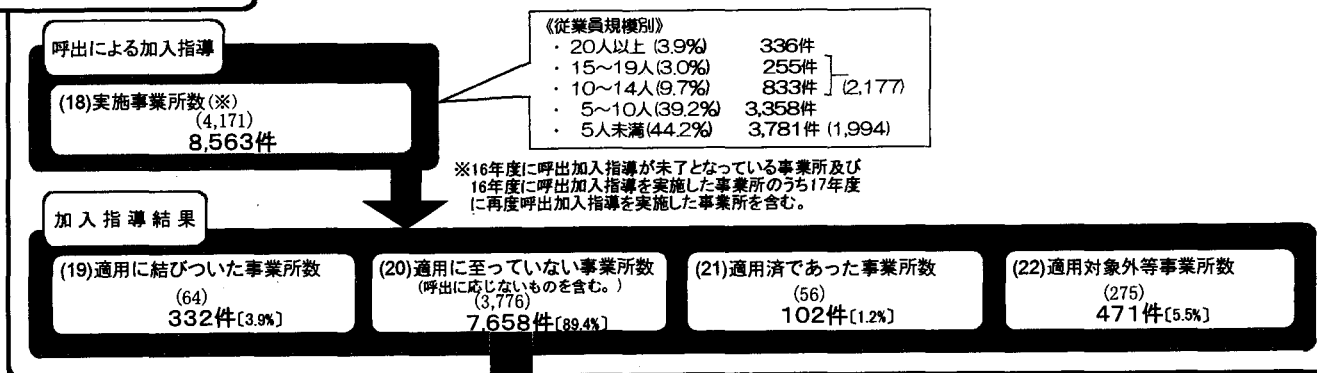 呼出による加入指導
(18)実施事業所数(※)
(4,171)
8,563件
《従業員規模別》
・ 20人以上(3.9%) 336件
・ 15～19人(3.0%) 255件
・ 10～14人(9.7%) 833件 (2,177)
・ 5～10人(39.2%) 3,358件
・ 5人未満(44.2%) 3,781件 (1,994)
※16年度に呼出加入指導が未了となっている事業所及び
16年度に呼出加入指導を実施した事業所のうち17年度
に再度呼出加入指導を実施した事業所を含む。
加入指導結果
(19)適用に結びついた事業所数
(64)
332件〔3.9%〕
(20)適用に至っていない事業所数
(呼出に応じないものを含む。)
(3,776)
7,658件〔89.4%〕
(21)適用済であった事業所数
(56)
102件〔1.2%〕
(22)適用対象外等事業所数
(275)
471件〔5.5%〕